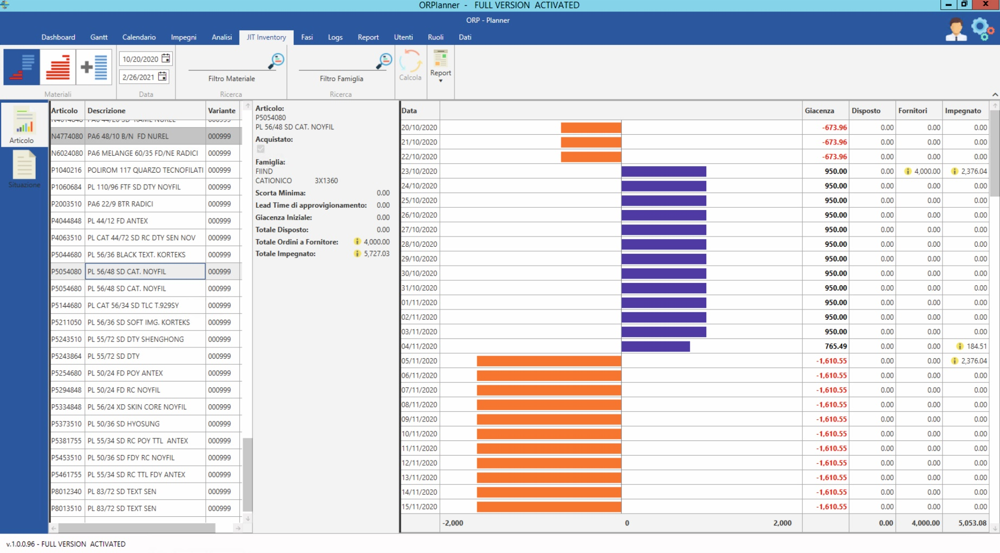 ORPlanner - FULL VERSION ACTIVATED
ORP - Planner
Dashboard Gantt Calendario Impegni Analisi JIT Inventory Fasi Logs Report Utenti Ruoli Dati
10/20/2020
2/26/2021
Filtro Materiale
Filtro Famiglia
Calcola
Report
Materiali Data Ricerca Ricerca
Articolo
Situazione
Articolo Descrizione Variante
N4774080 PA6 48/10 B/N FD NUREL 000999
N6024080 PA6 MELANGE 60/35 FD/NE RADICI 000999
P1040216 POLIROM 117 QUARZO TECNOFILATI 000999
P1060684 PL 110/96 FTF SD DTY NOYFIL 000999
P2003510 PA6 22/9 BTR RADICI 000999
P4044848 PL 44/12 FD ANTEX 000999
P4063510 PL CAT 44/72 SD RC DTY SEN NOV 000999
P5044680 PL 56/36 BLACK TEXT. KORTEKS 000999
P5054080 PL 56/48 SD CAT. NOYFIL 000999
P5054680 PL 56/48 SD CAT. NOYFIL 000999
P5144680 PL CAT 56/34 SD TLC T.929SY 000999
P5211050 PL 56/36 SD SOFT IMG. KORTEKS 000999
P5243510 PL 55/72 SD DTY SHENGHONG 000999
P5243864 PL 55/72 SD DTY 000999
P5254680 PL 50/24 FD POY ANTEX 000999
P5294848 PL 50/24 FD RC NOYFIL 000999
P5334848 PL 56/24 XD SKIN CORE NOYFIL 000999
P5373510 PL 50/36 SD HYOSUNG 000999
P5381755 PL 55/34 SD RC POY TTL ANTEX 000999
P5453510 PL 50/36 SD FDY RC NOYFIL 000999
P5461755 PL 55/34 SD RC TTL FDY ANTEX 000999
P8012340 PL 83/72 SD TEXT SEN 000999
P8013510 PL 83/72 SD TEXT SEN 000999
Articolo:
P5054080
PL 56/48 SD CAT. NOYFIL
Acquistato:
Famiglia:
FIIND
CATIONICO 3X1360
Scorta Minima: 0.00
Lead Time di approvigionamento: 0.00
Giacenza Iniziale: 0.00
Totale Disposto: 0.00
Totale Ordini a Fornitore: 4,000.00
Totale Impegnato: 5,727.03
Data Giacenza Disposto Fornitori Impegnato
20/10/2020 -673.96 0.00 0.00 0.00
21/10/2020 -673.96 0.00 0.00 0.00
22/10/2020 -673.96 0.00 0.00 0.00
23/10/2020 950.00 0.00 4,000.00 2,376.04
24/10/2020 950.00 0.00 0.00 0.00
25/10/2020 950.00 0.00 0.00 0.00
26/10/2020 950.00 0.00 0.00 0.00
27/10/2020 950.00 0.00 0.00 0.00
28/10/2020 950.00 0.00 0.00 0.00
29/10/2020 950.00 0.00 0.00 0.00
30/10/2020 950.00 0.00 0.00 0.00
31/10/2020 950.00 0.00 0.00 0.00
01/11/2020 950.00 0.00 0.00 0.00
02/11/2020 950.00 0.00 0.00 0.00
03/11/2020 950.00 0.00 0.00 0.00
04/11/2020 765.49 0.00 0.00 184.51
05/11/2020 -1,610.55 0.00 0.00 2,376.04
06/11/2020 -1,610.55 0.00 0.00 0.00
07/11/2020 -1,610.55 0.00 0.00 0.00
08/11/2020 -1,610.55 0.00 0.00 0.00
09/11/2020 -1,610.55 0.00 0.00 0.00
10/11/2020 -1,610.55 0.00 0.00 0.00
11/11/2020 -1,610.55 0.00 0.00 0.00
12/11/2020 -1,610.55 0.00 0.00 0.00
13/11/2020 -1,610.55 0.00 0.00 0.00
14/11/2020 -1,610.55 0.00 0.00 0.00
15/11/2020 -1,610.55 0.00 0.00 0.00
-2,000 0 2,000 0.00 4,000.00 5,053.08
v.1.0.0.96 - FULL VERSION ACTIVATED